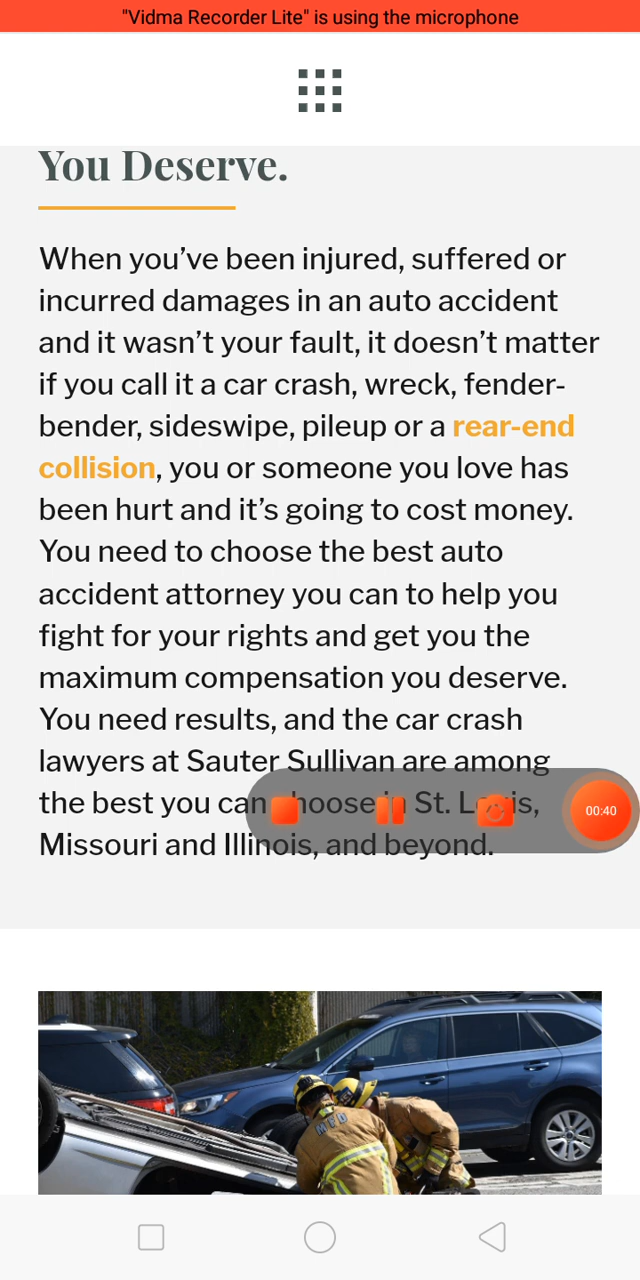 "Vidma Recorder Lite" is using the microphone
You Deserve.
When you've been injured, suffered or
incurred damages in an auto accident
and it wasn't your fault, it doesn't matter
if you call it a car crash, wreck, fender-
bender, sideswipe, pileup or a rear-end
collision, you or someone you love has
been hurt and it's going to cost money.
You need to choose the best auto
accident attorney you can to help you
fight for your rights and get you the
maximum compensation you deserve.
You need results, and the car crash
lawyers at Sauter Sullivan are among
the best you can choose in St. Louis,
00:40
Missouri and Illinois, and beyond.
MFD